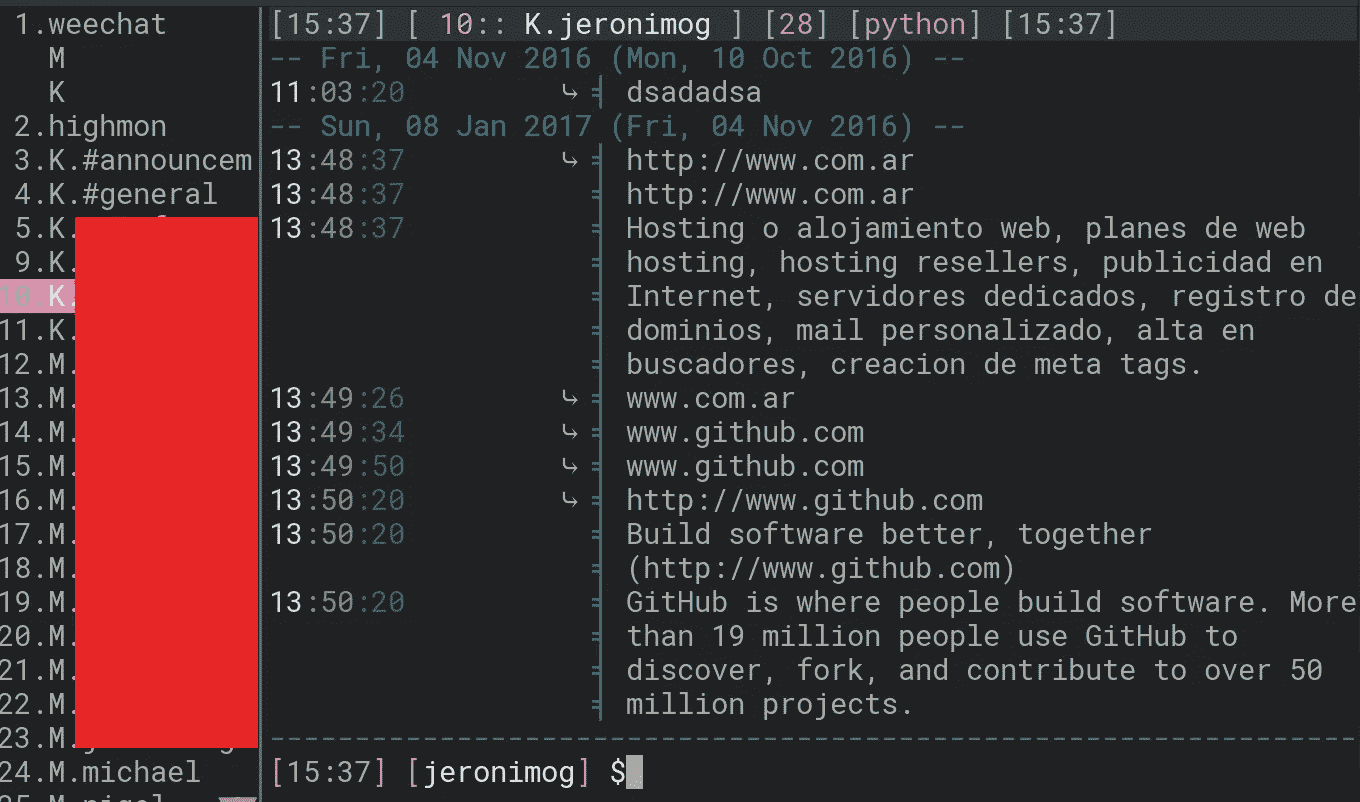 1.weechat
M
K
2.highmon
3.K.#announcem
4.K.#general
5.K.
9.K.
10 K.
11.K.
12.M.
13.M.
14.M.
15.M.
16.M.
17.M.
18.M.
19.M.
20.M.
21.M.
22.M.
23.M.
24.M.michael
[15:37] [ 10:: K.jeronimog ] [28] [python] [15:37]
-- Fri, 04 Nov 2016 (Mon, 10 Oct 2016) --
11:03:20 ⤷ dsadadsa
-- Sun, 08 Jan 2017 (Fri, 04 Nov 2016) --
13:48:37 ⤷ http://www.com.ar
13:48:37 http://www.com.ar
13:48:37 Hosting o alojamiento web, planes de web
hosting, hosting resellers, publicidad en
Internet, servidores dedicados, registro de
dominios, mail personalizado, alta en
buscadores, creacion de meta tags.
13:49:26 ⤷ www.com.ar
13:49:34 ⤷ www.github.com
13:49:50 ⤷ www.github.com
13:50:20 ⤷ http://www.github.com
13:50:20 Build software better, together
(http://www.github.com)
13:50:20 GitHub is where people build software. More
than 19 million people use GitHub to
discover, fork, and contribute to over 50
million projects.
[15:37] [jeronimog] $